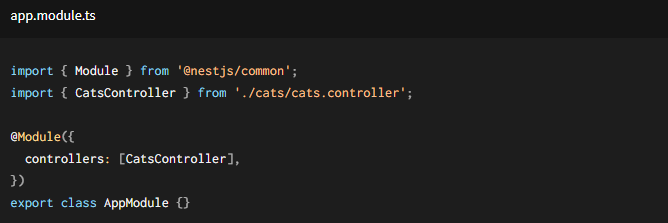 app.module.ts
import { Module } from '@nestjs/common';
import { CatsController } from './cats/cats.controller';
@Module({
  controllers: [CatsController],
})
export class AppModule {}